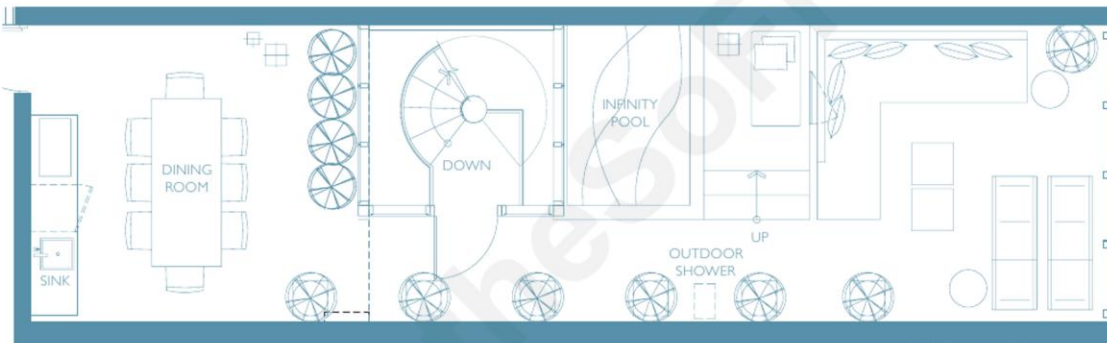 DINING
ROOM
SINK
DOWN
INFINITY
POOL
UP
OUTDOOR
SHOWER